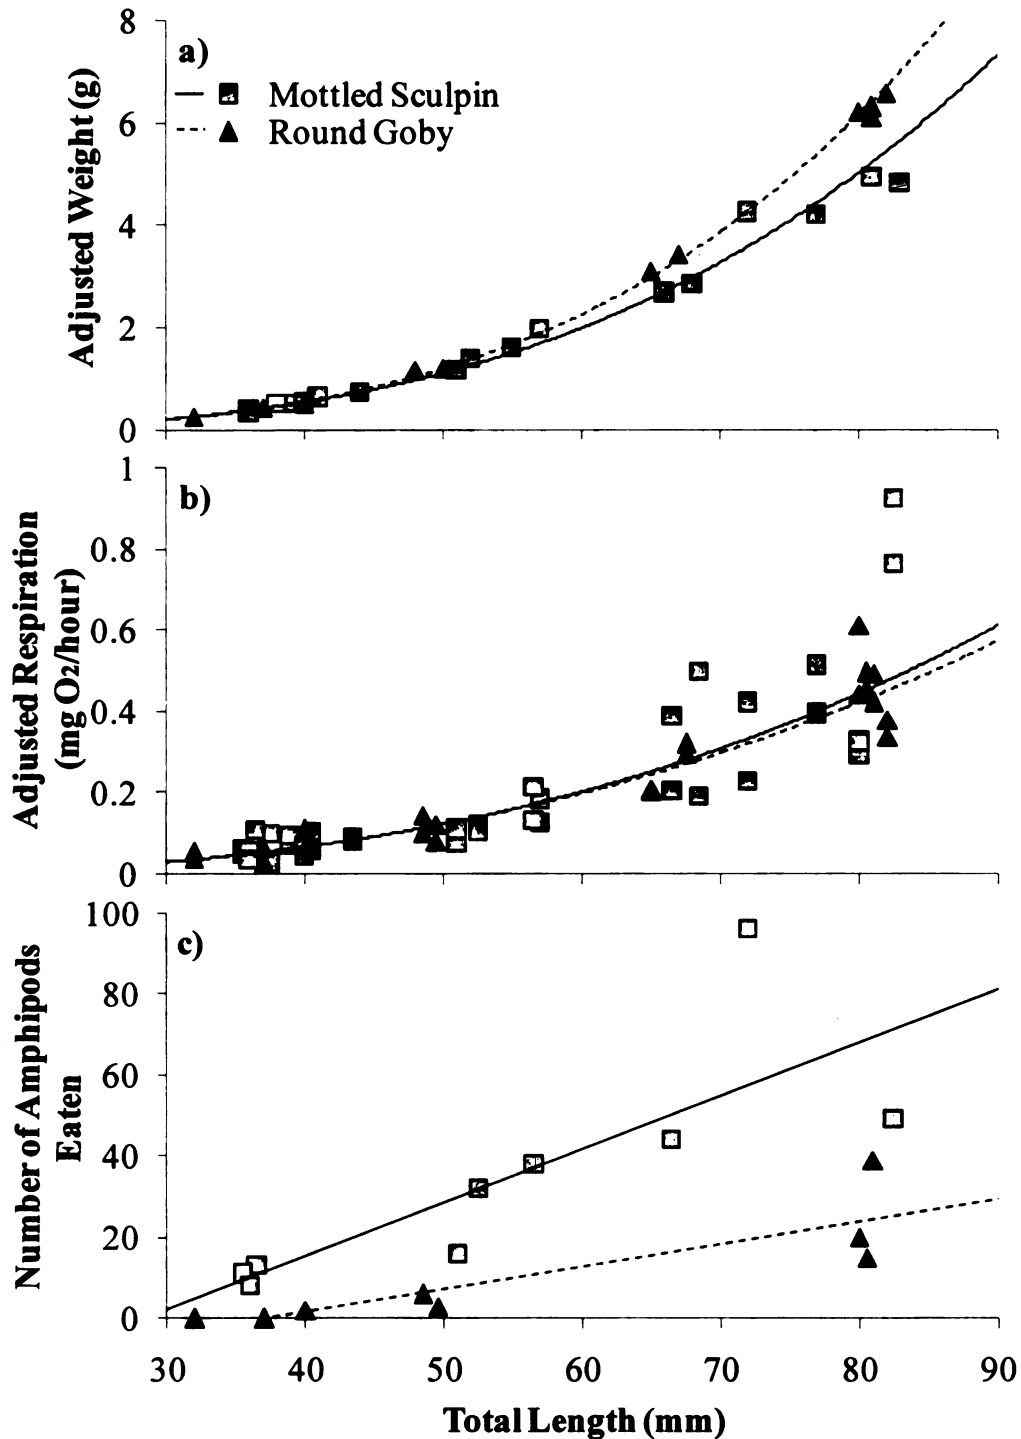 8
6
4
2
0
Adjusted Weight (g)
a)
Mottled Sculpin
Round Goby
1
0.8
0.6
0.4
0.2
0
Adjusted Respiration
(mg O2/hour)
b)
100
80
60
40
20
0
Number of Amphipods
Eaten
c)
30 40 50 60 70 80 90
Total Length (mm)